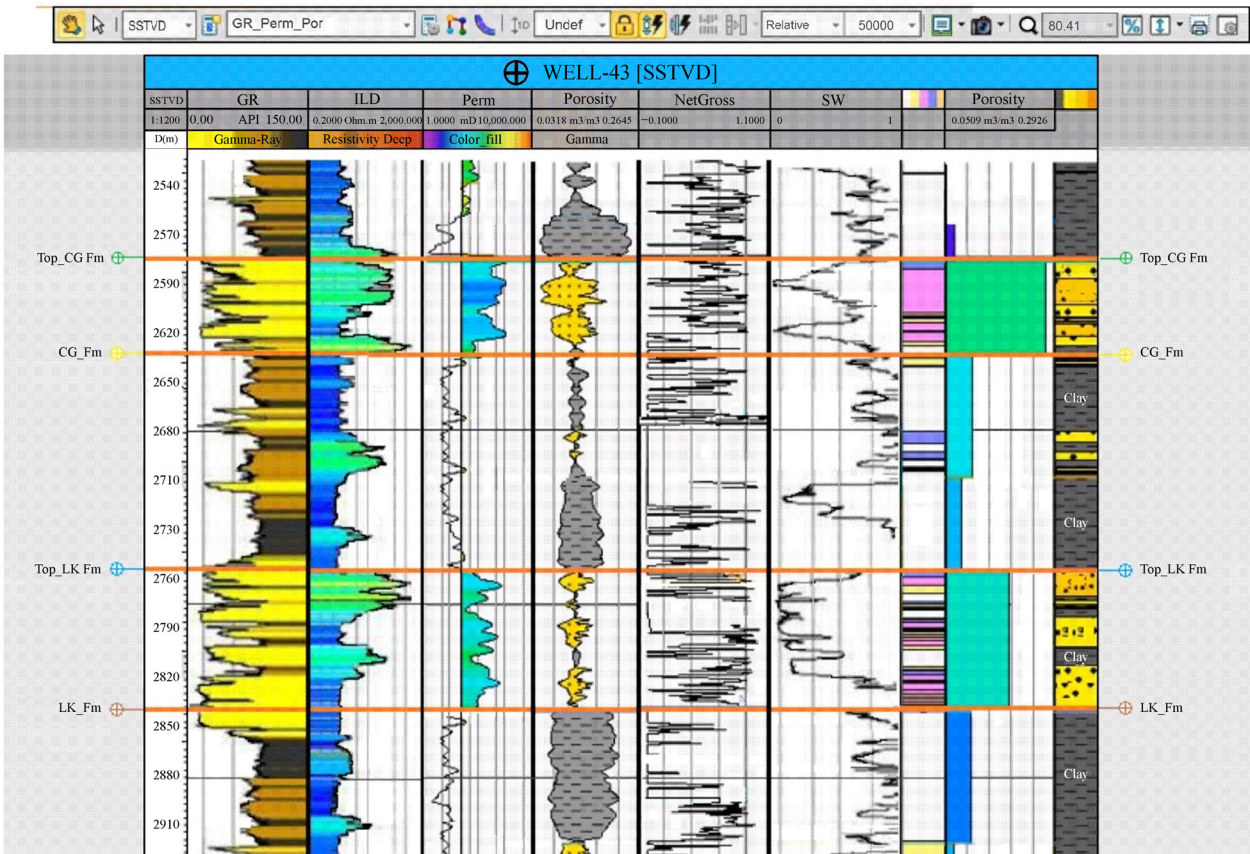 SSTVD GR_Perm_Por 1D Undef Relative 50000 80.41 %
WELL-43 [SSTVD]
SSTVD GR ILD Perm Porosity NetGross SW Porosity
1:1200 0.00 API 150.00 0.2000 Ohm.m 2,000.000 1.0000 mD 10,000.000 0.0318 m3/m3 0.2645 −0.1000 1.1000 0 1 0.0509 m3/m3 0.2926
D(m) Gamma-Ray Resistivity Deep Color_fill Gamma
2540
2570
Top_CG Fm Top_CG Fm
2590
2620
CG_Fm CG_Fm
2650
Clay
2680
2710
Clay
2730
Top_LK Fm Top_LK Fm
2760
2790
Clay
2820
LK_Fm LK_Fm
2850
2880 Clay
2910